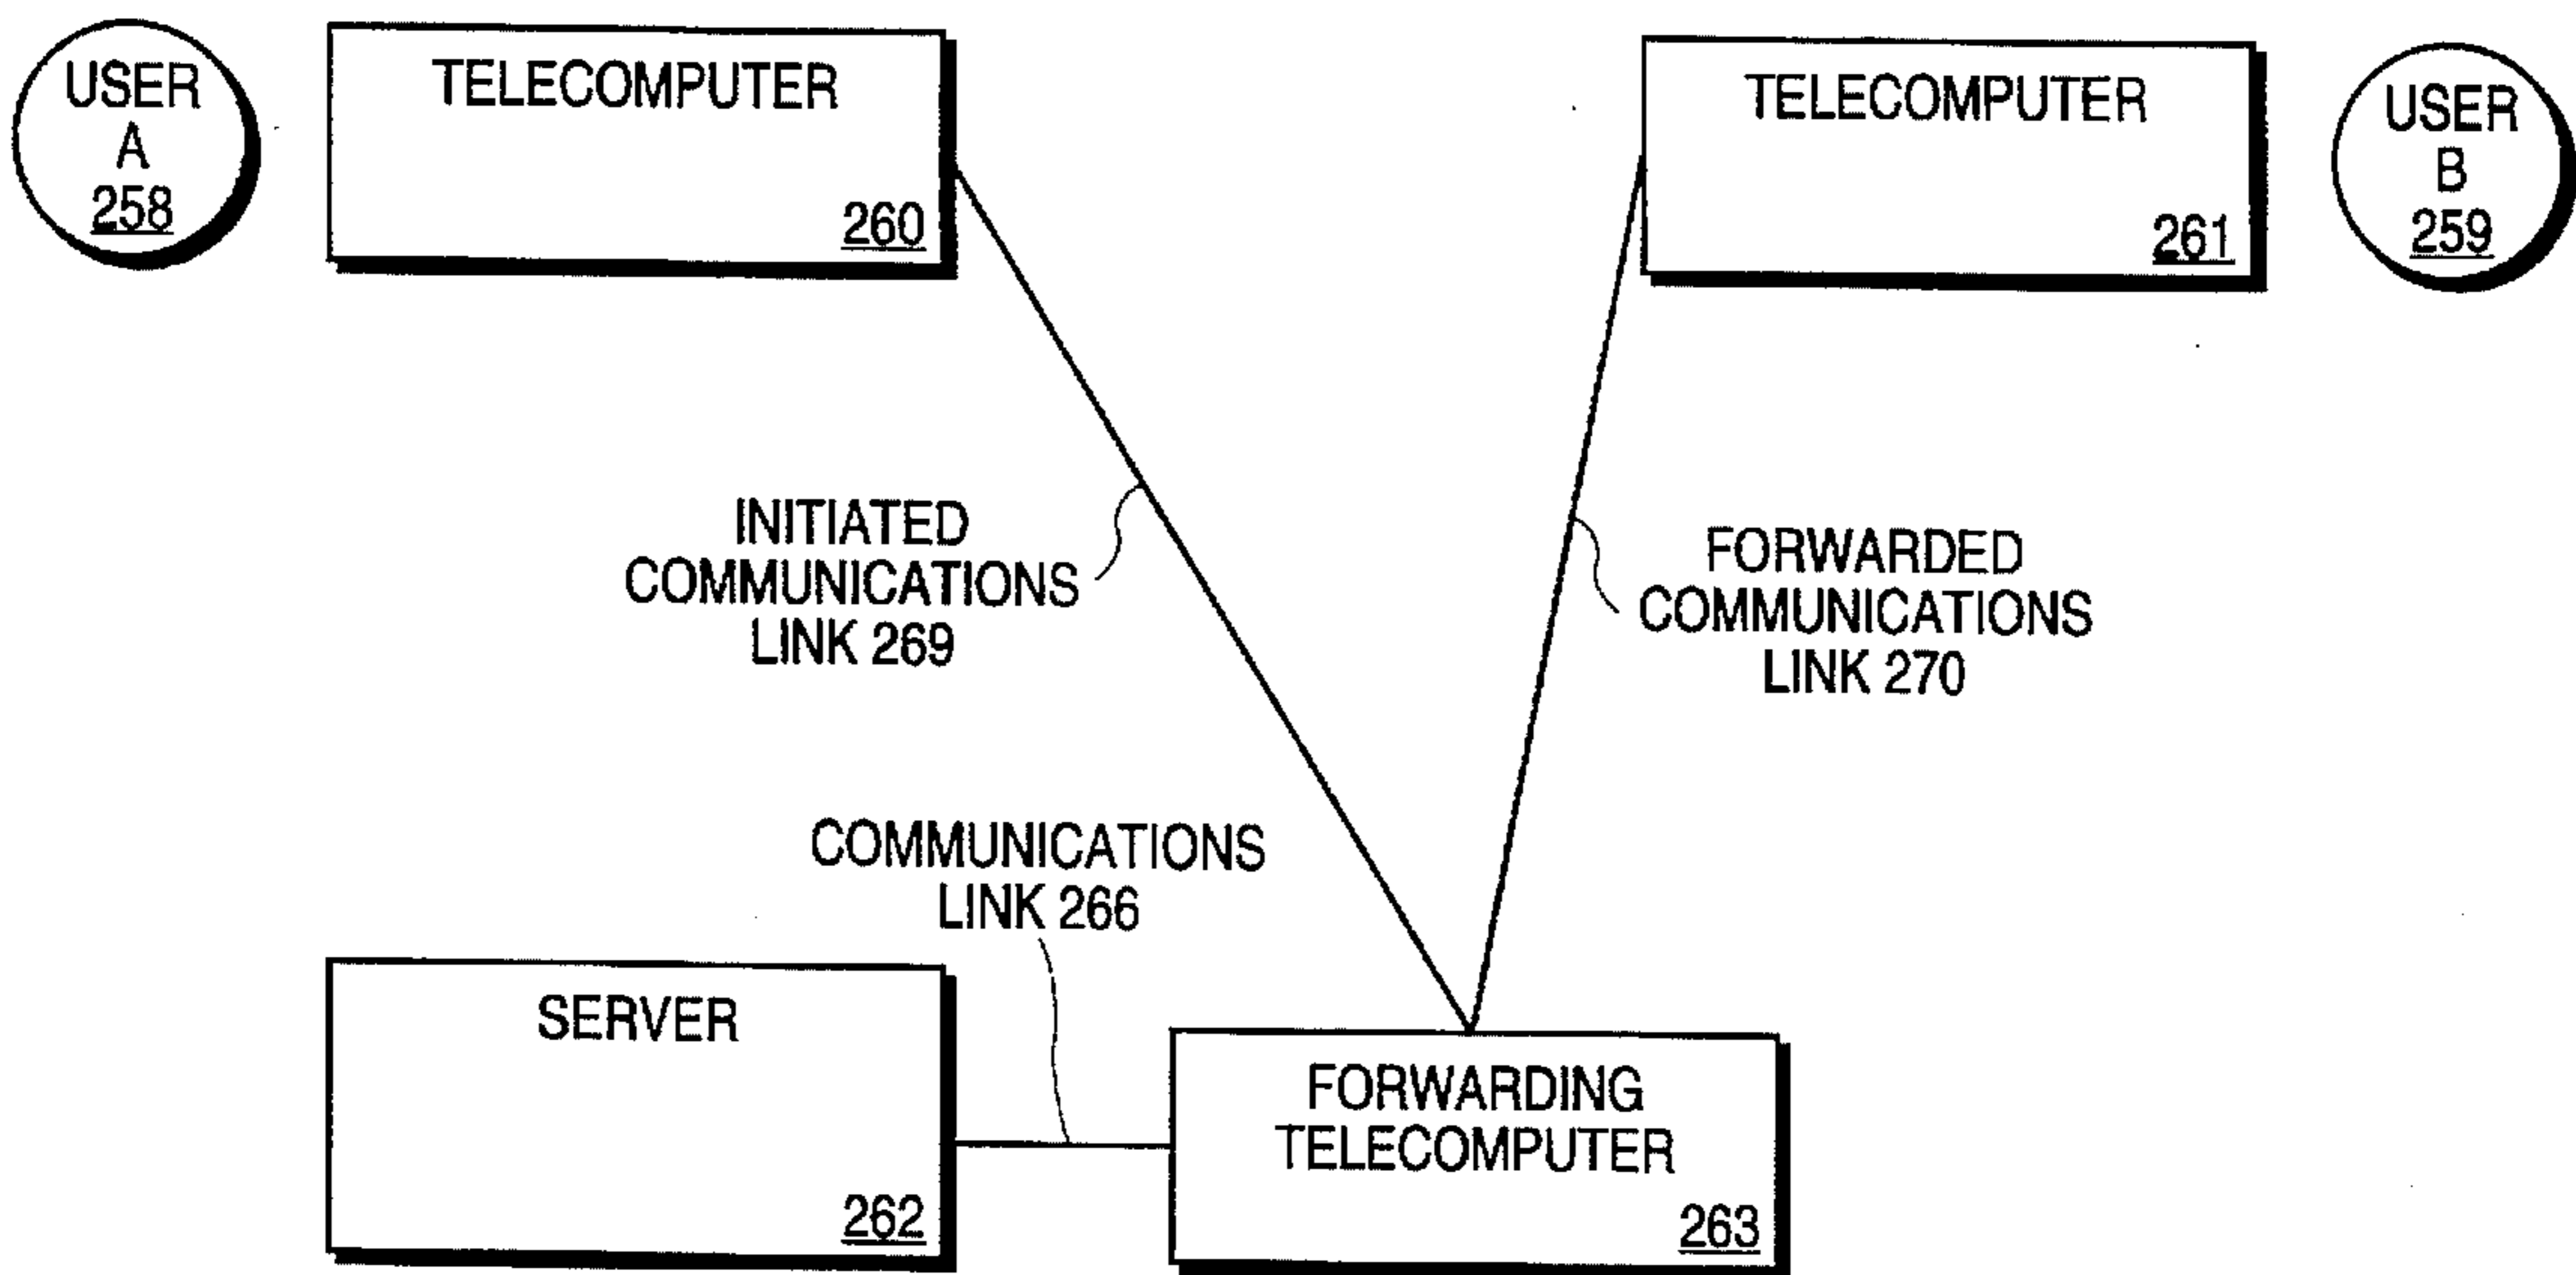 USER
A
258
TELECOMPUTER
260
TELECOMPUTER
261
USER
B
259
INITIATED
COMMUNICATIONS
LINK 269
FORWARDED
COMMUNICATIONS
LINK 270
COMMUNICATIONS
LINK 266
SERVER
262
FORWARDING
TELECOMPUTER
263